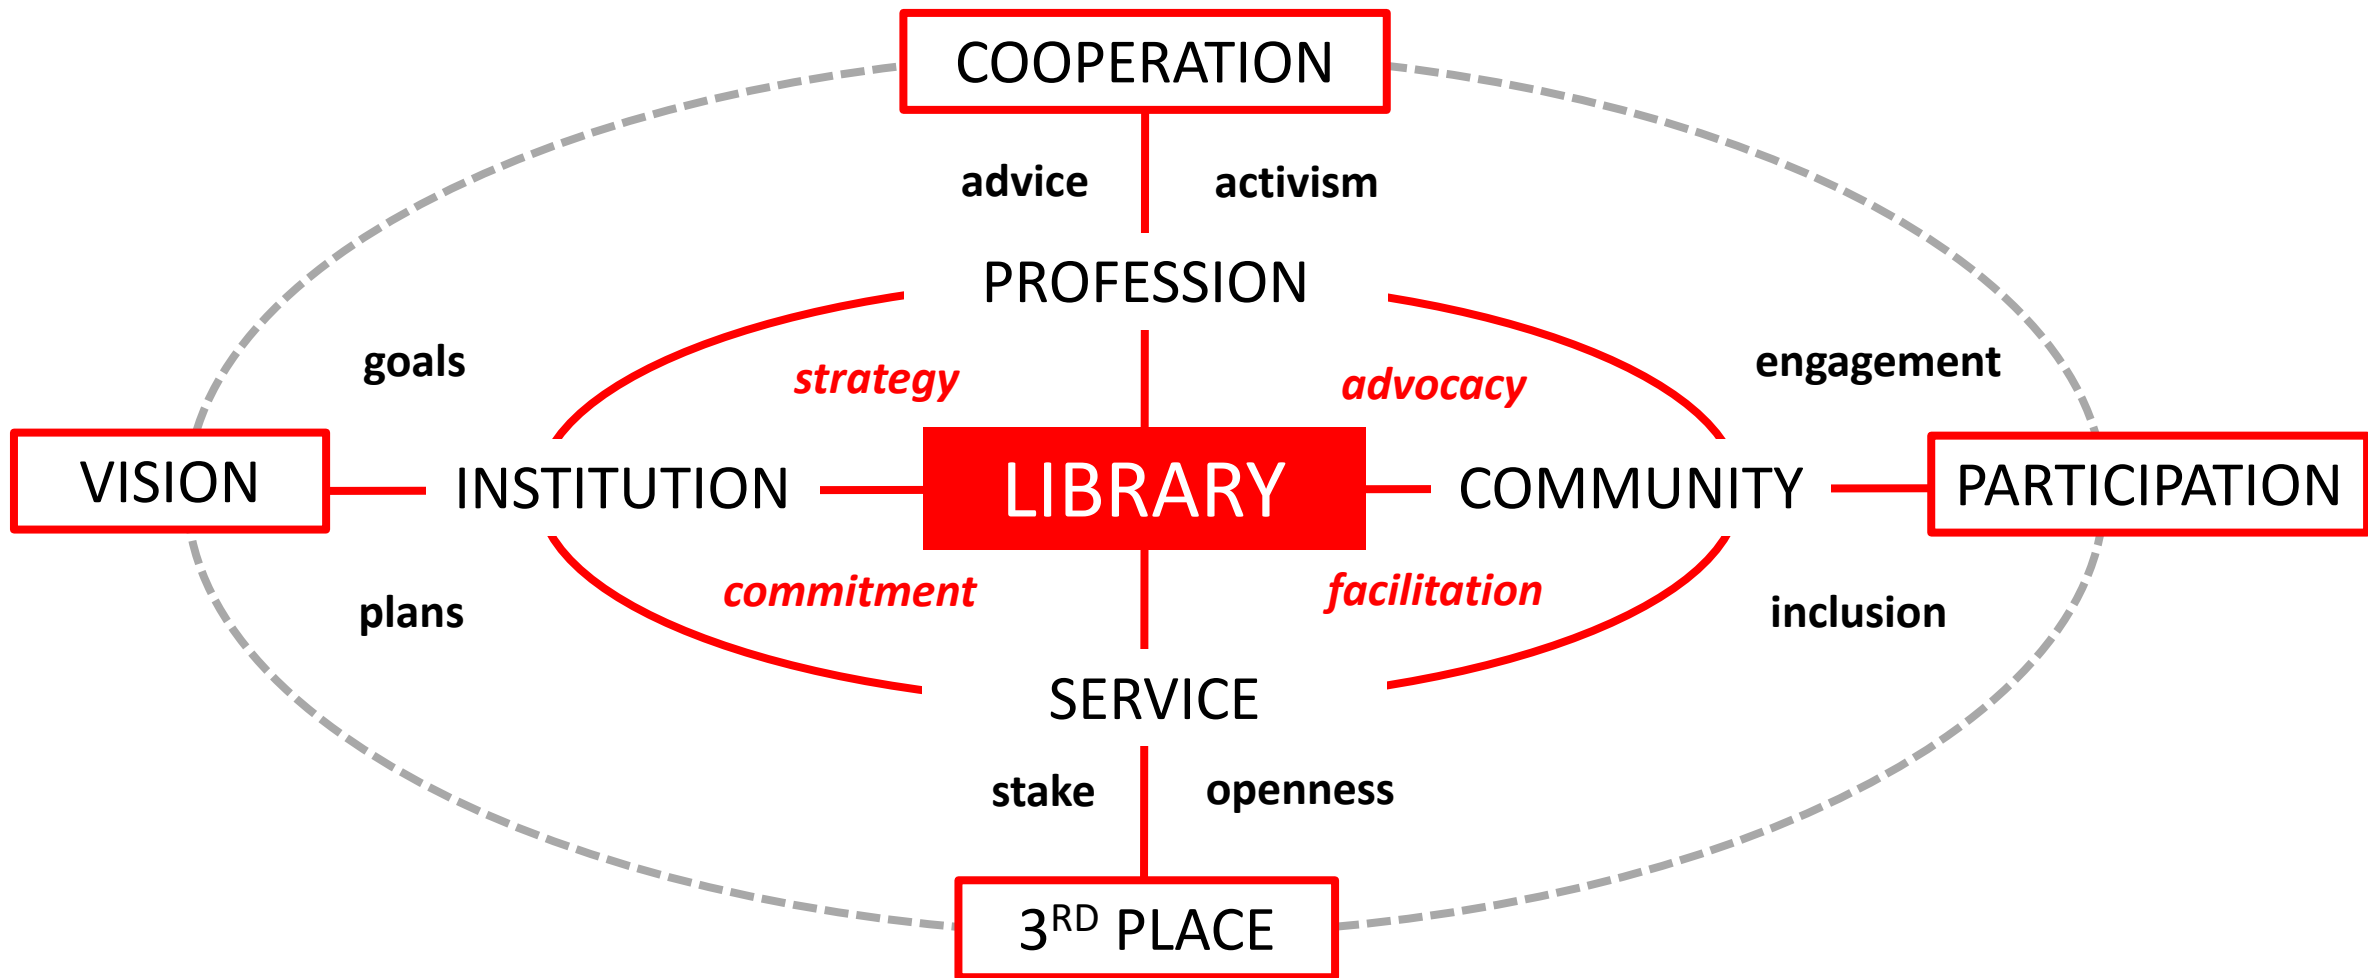 COOPERATION
advice activism
PROFESSION
goals engagement
strategy advocacy
VISION INSTITUTION LIBRARY COMMUNITY PARTICIPATION
commitment facilitation
plans inclusion
SERVICE
stake openness
3RD PLACE